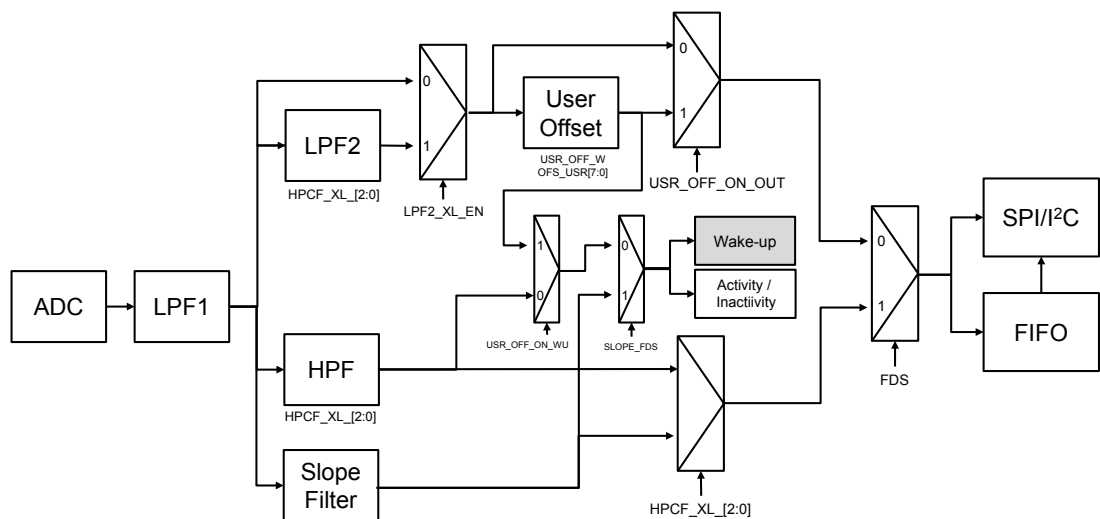 0
1
LPF2
HPCF_XL_[2:0]
LPF2_XL_EN
User
Offset
USR_OFF_W
OFS_USR[7:0]
0
1
USR_OFF_ON_OUT
ADC
LPF1
1
0
USR_OFF_ON_WU
0
1
SLOPE_FDS
Wake-up
Activity /
Inactiivity
0
1
FDS
SPI/I²C
FIFO
HPF
HPCF_XL_[2:0]
Slope
Filter
HPCF_XL_[2:0]